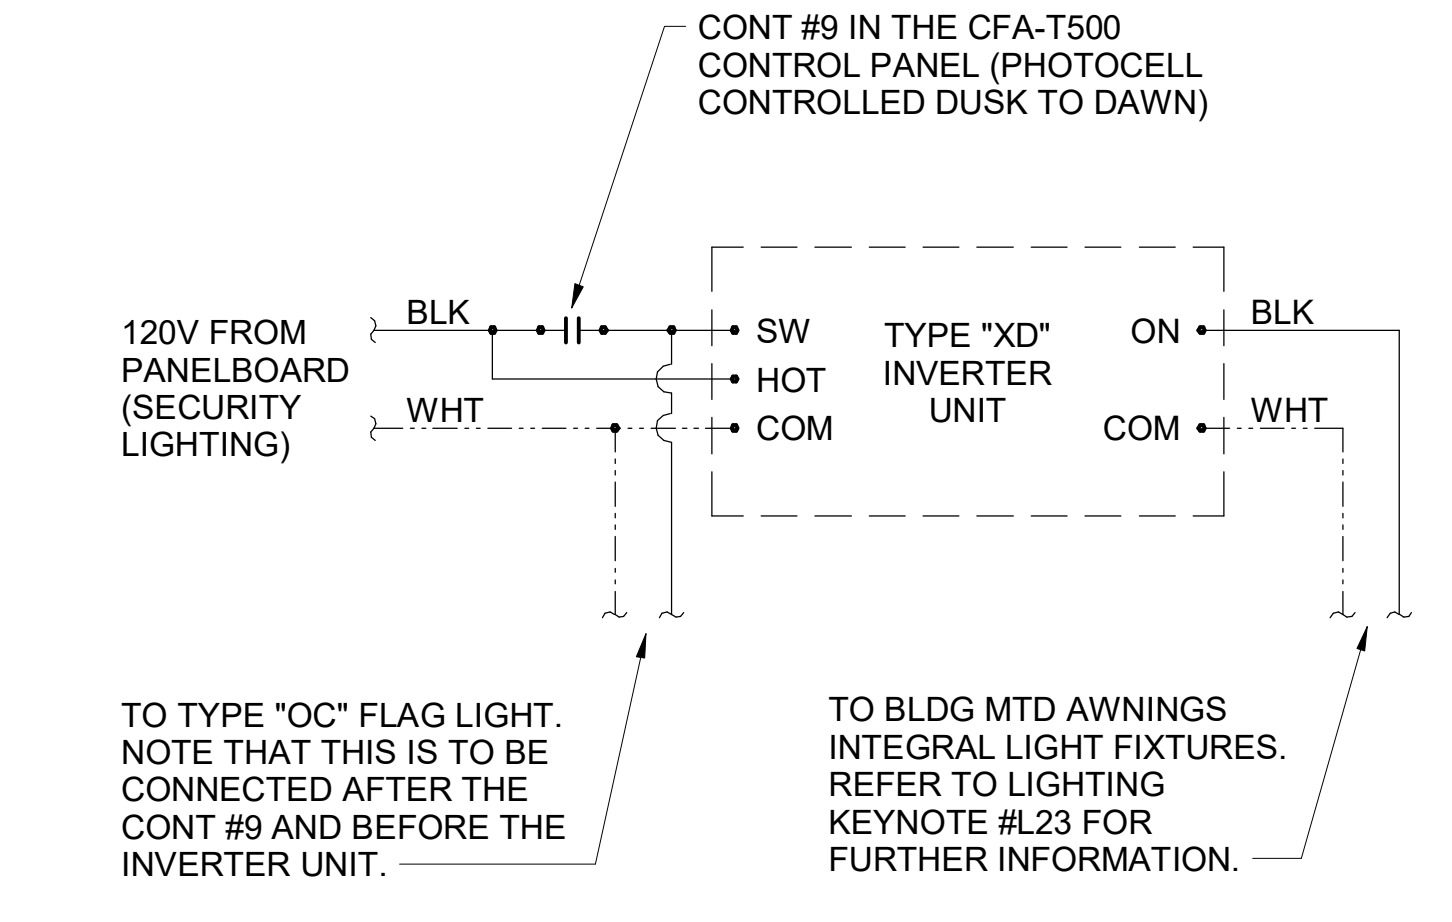 CONT #9 IN THE CFA-T500
CONTROL PANEL (PHOTOCELL
CONTROLLED DUSK TO DAWN)
120V FROM
PANELBOARD
(SECURITY
LIGHTING)
BLK
WHT
SW
HOT
COM
TYPE "XD"
INVERTER
UNIT
ON
COM
BLK
WHT
TO TYPE "OC" FLAG LIGHT.
NOTE THAT THIS IS TO BE
CONNECTED AFTER THE
CONT #9 AND BEFORE THE
INVERTER UNIT.
TO BLDG MTD AWNINGS
INTEGRAL LIGHT FIXTURES.
REFER TO LIGHTING
KEYNOTE #L23 FOR
FURTHER INFORMATION.